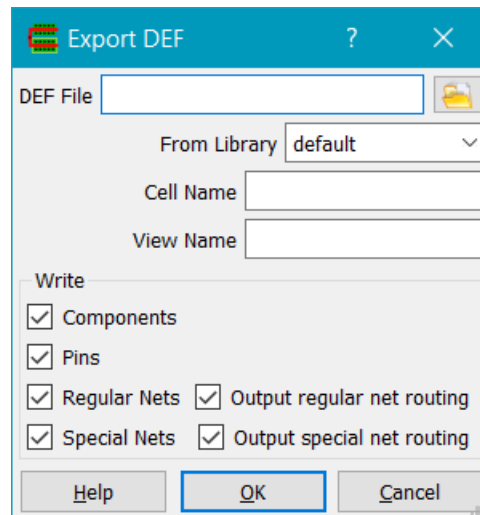 Export DEF ? ×
DEF File
From Library default
Cell Name
View Name
Write
Components
Pins
Regular Nets Output regular net routing
Special Nets Output special net routing
Help OK Cancel